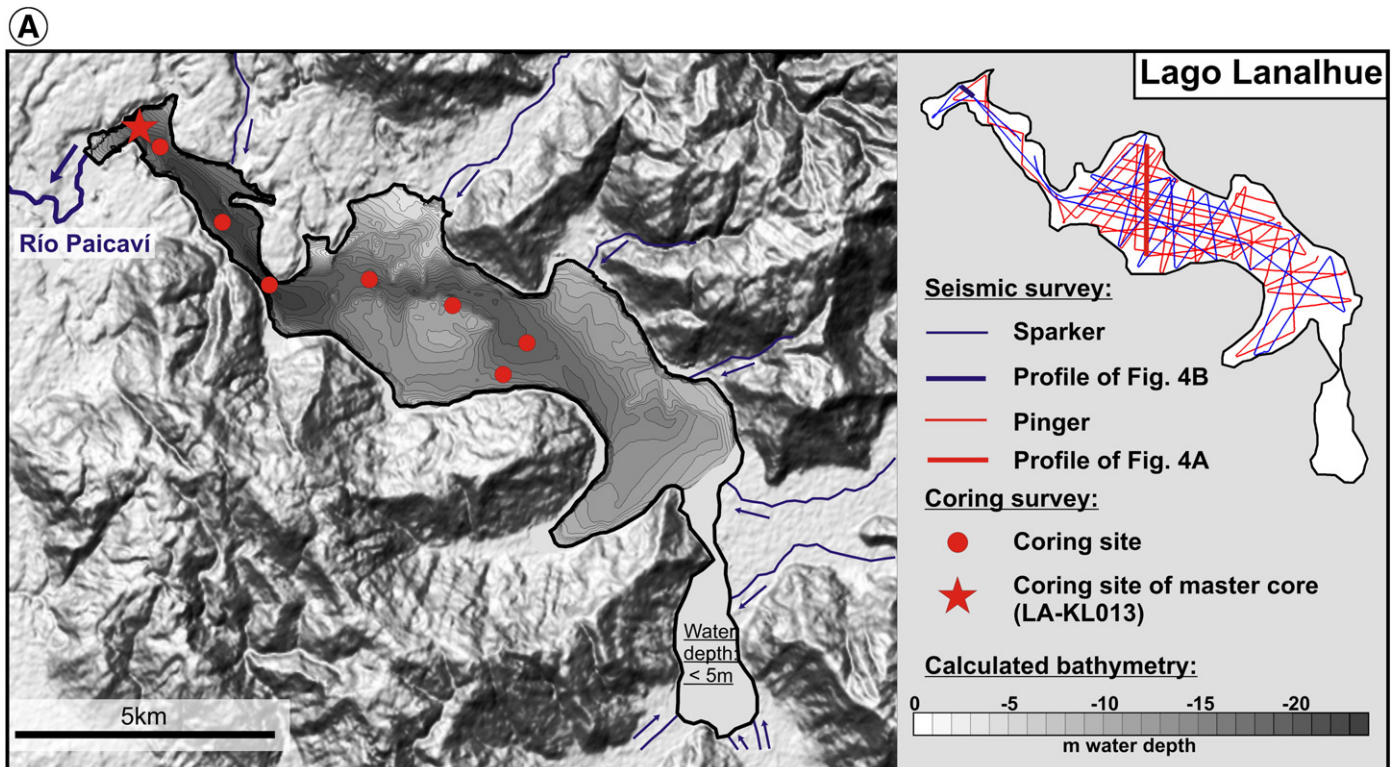 A
Lago Lanalhue
Río Paicaví
Water
depth:
< 5m
5km
Seismic survey:
Sparker
Profile of Fig. 4B
Pinger
Profile of Fig. 4A
Coring survey:
Coring site
Coring site of master core
(LA-KL013)
Calculated bathymetry:
0 -5 -10 -15 -20
m water depth